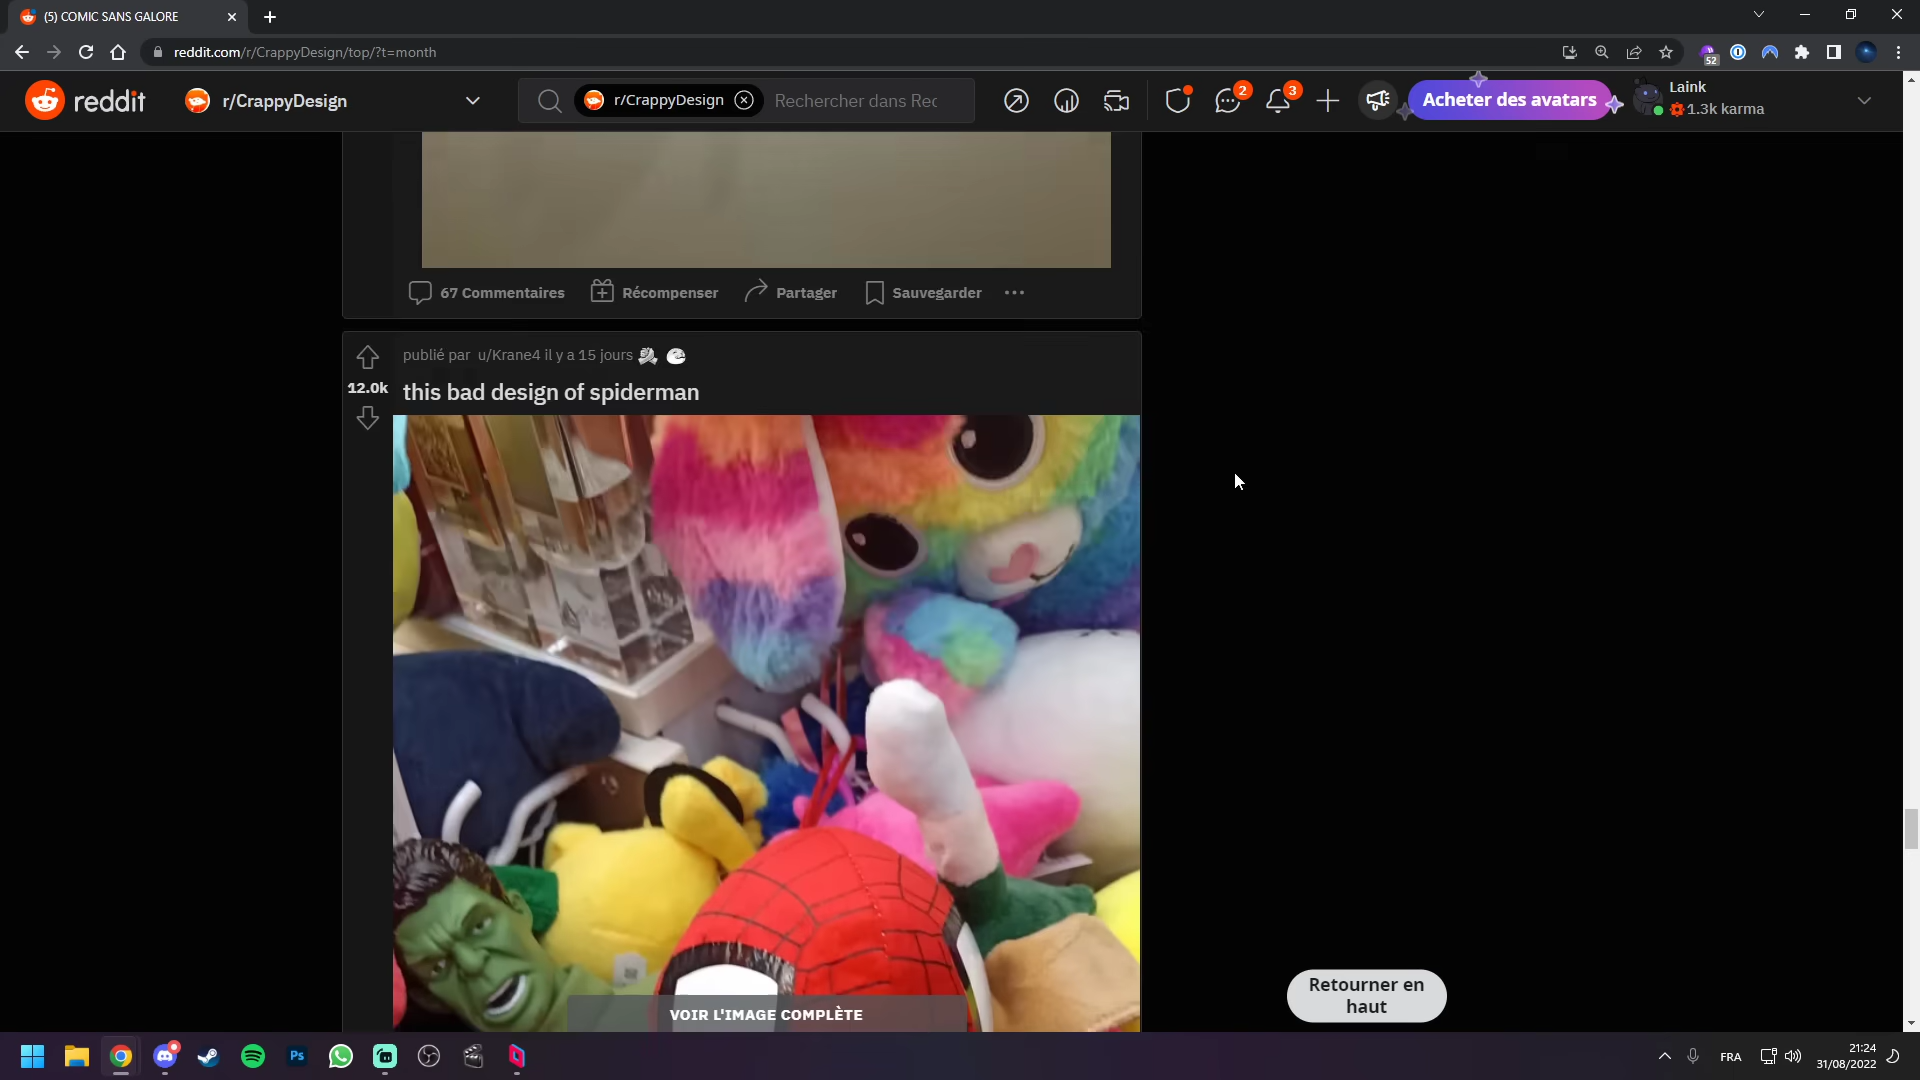 (5) COMIC SANS GALORE
reddit.com/r/CrappyDesign/top/?t=month
52
reddit
r/CrappyDesign
r/CrappyDesign
Rechercher dans Rec
2
3
Acheter des avatars
Laink
1.3k karma
67 Commentaires
Récompenser
Partager
Sauvegarder
publié par u/Krane4 il y a 15 jours
12.0k
this bad design of spiderman
VOIR L'IMAGE COMPLÈTE
Retourner en
haut
Ps
FRA
21:24
31/08/2022